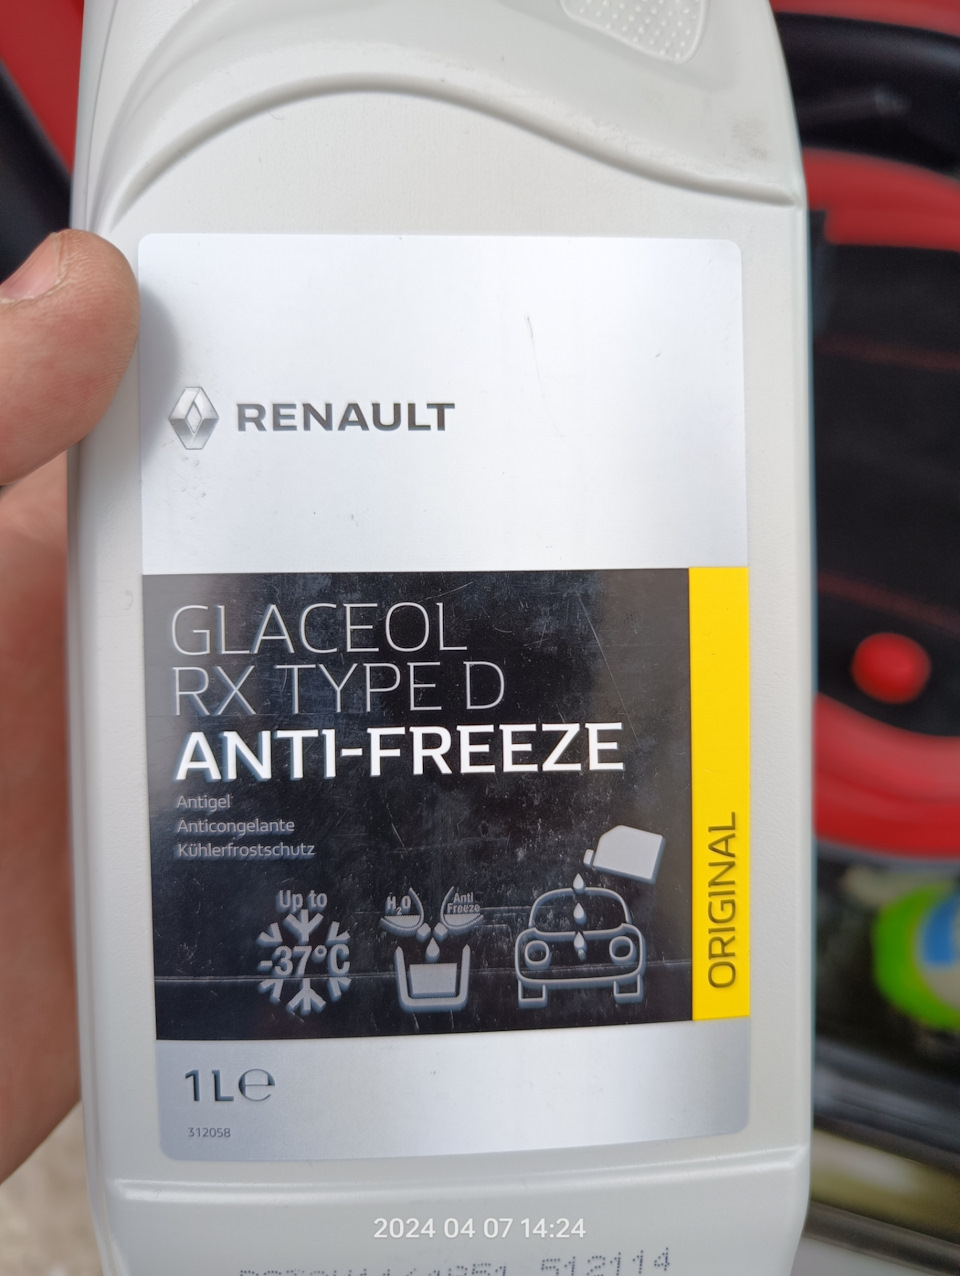 RENAULT
GLACEOL
RX TYPE D
ANTI-FREEZE
Antigel
Anticongelante
Kühlerfrostschutz
Up to
-37°C
H₂O
Anti
Freeze
ORIGINAL
1L℮
312058
2024 04 07 14:24
512114